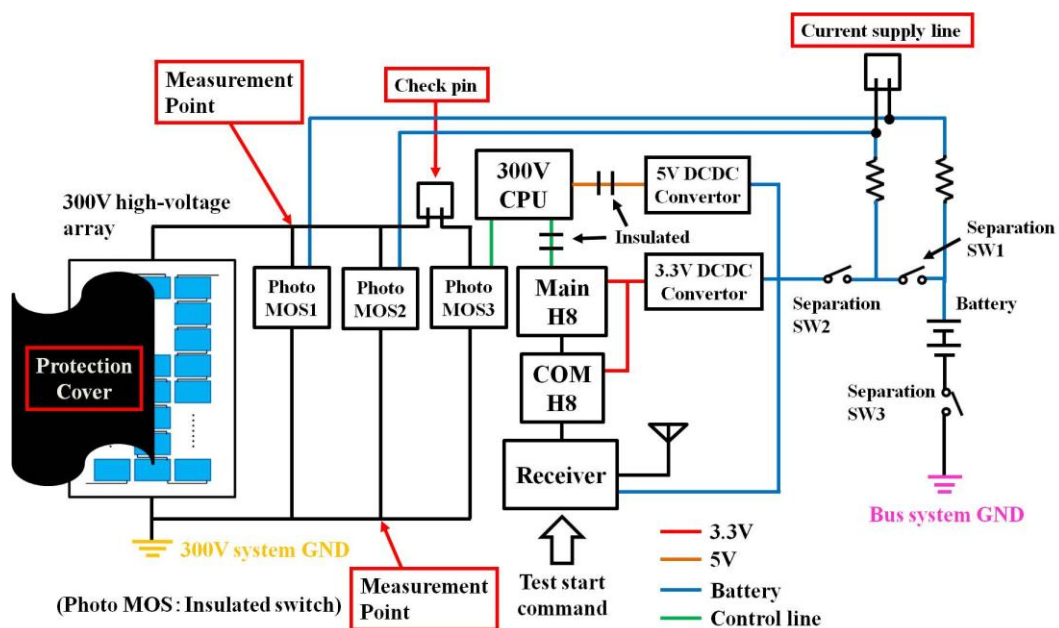 Current supply line
Measurement
Point
Check pin
300V
CPU
5V DCDC
Convertor
300V high-voltage
array
Insulated
Separation
SW1
Photo
MOS1
Photo
MOS2
Photo
MOS3
Main
H8
3.3V DCDC
Convertor
Separation
SW2
Battery
Protection
Cover
COM
H8
Separation
SW3
Receiver
Bus system GND
300V system GND
3.3V
5V
Battery
Control line
Test start
command
Measurement
Point
(Photo MOS: Insulated switch)